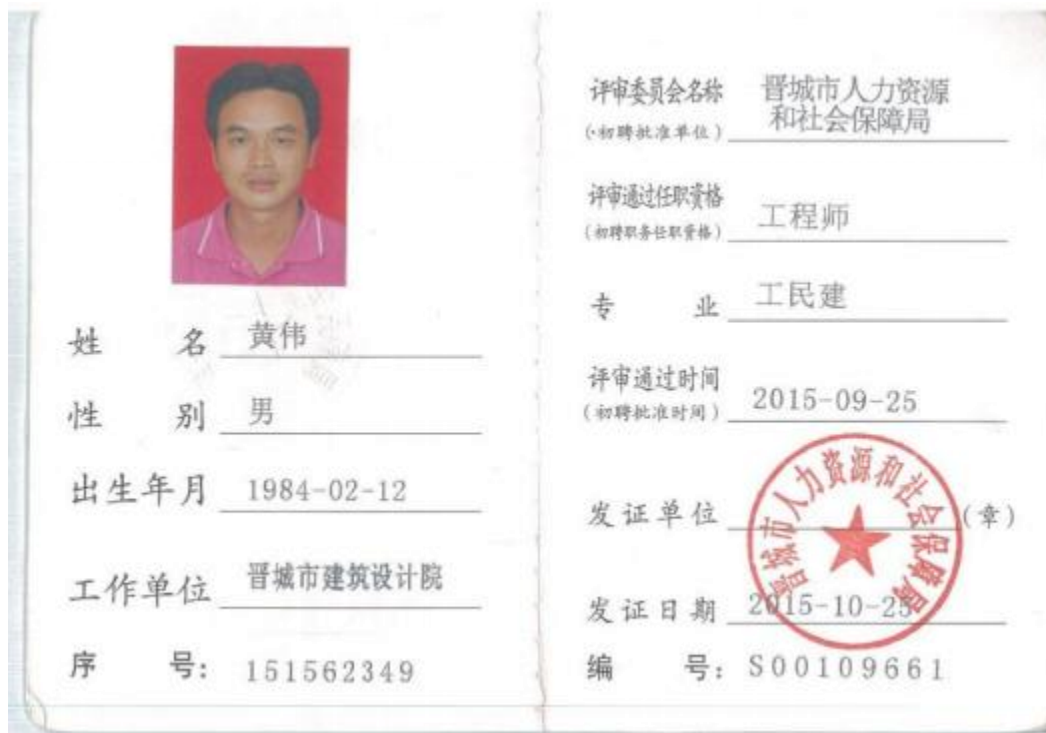 姓 名 黄伟
性 别 男
出生年月 1984-02-12
工作单位 晋城市建筑设计院
序 号: 151562349
评审委员会名称 晋城市人力资源
(初聘批准单位) 和社会保障局
评审通过任职资格 工程师
(初聘职务任职资格)
专 业 工民建
评审通过时间 2015-09-25
(初聘批准时间)
发证单位 (章)
晋城市人力资源和社会保障局
发证日期 2015-10-25
编 号: S00109661